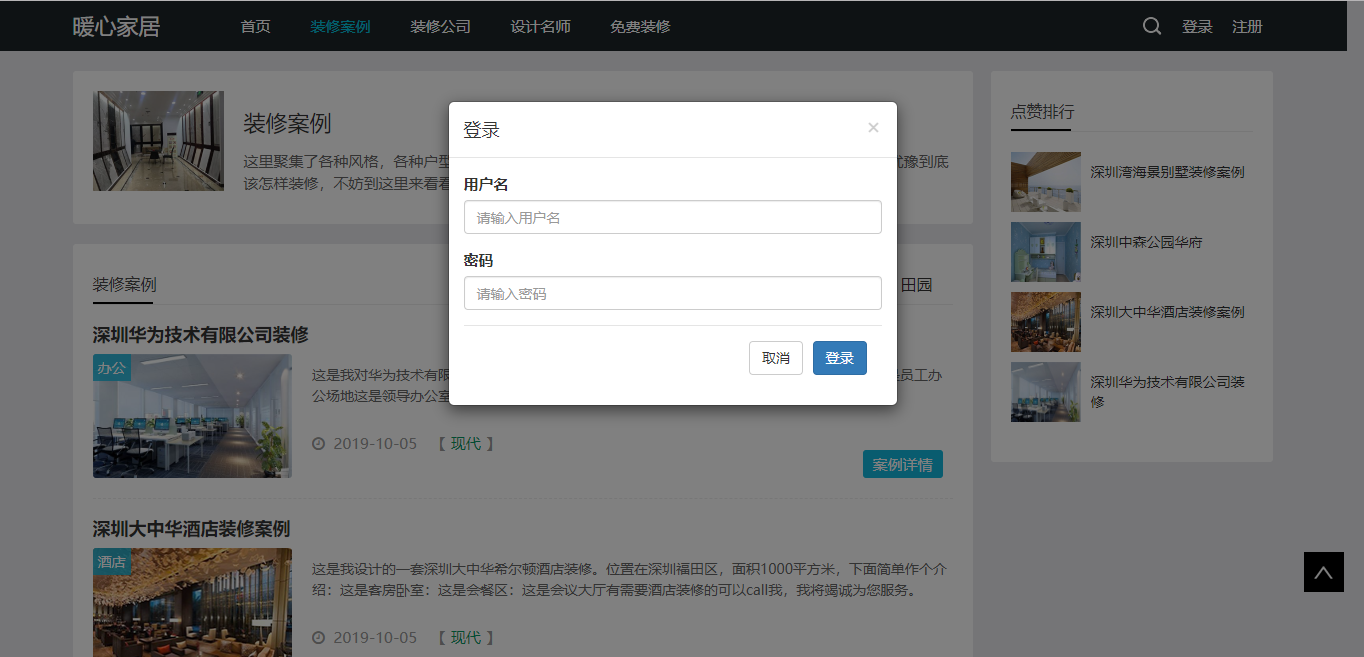 暖心家居 首页 装修案例 装修公司 设计名师 免费装修 登录 注册
装修案例
这里聚集了各种风格，各种户型
优豫到底
该怎样装修，不妨到这里来看看
点赞排行
深圳湾海景别墅装修案例
深圳中森公园华府
深圳大中华酒店装修案例
深圳华为技术有限公司装
修
登录 ×
用户名
请输入用户名
密码
请输入密码
取消 登录
装修案例 田园
深圳华为技术有限公司装修
办公
这是我对华为技术有限
是员工办
公场地这是领导办公室
2019-10-05 【 现代 】
案例详情
深圳大中华酒店装修案例
酒店
这是我设计的一套深圳大中华希尔顿酒店装修。位置在深圳福田区，面积1000平方米，下面简单作个介
绍：这是客房卧室：这是会餐区：这是会议大厅有需要酒店装修的可以call我，我将竭诚为您服务。
2019-10-05 【 现代 】